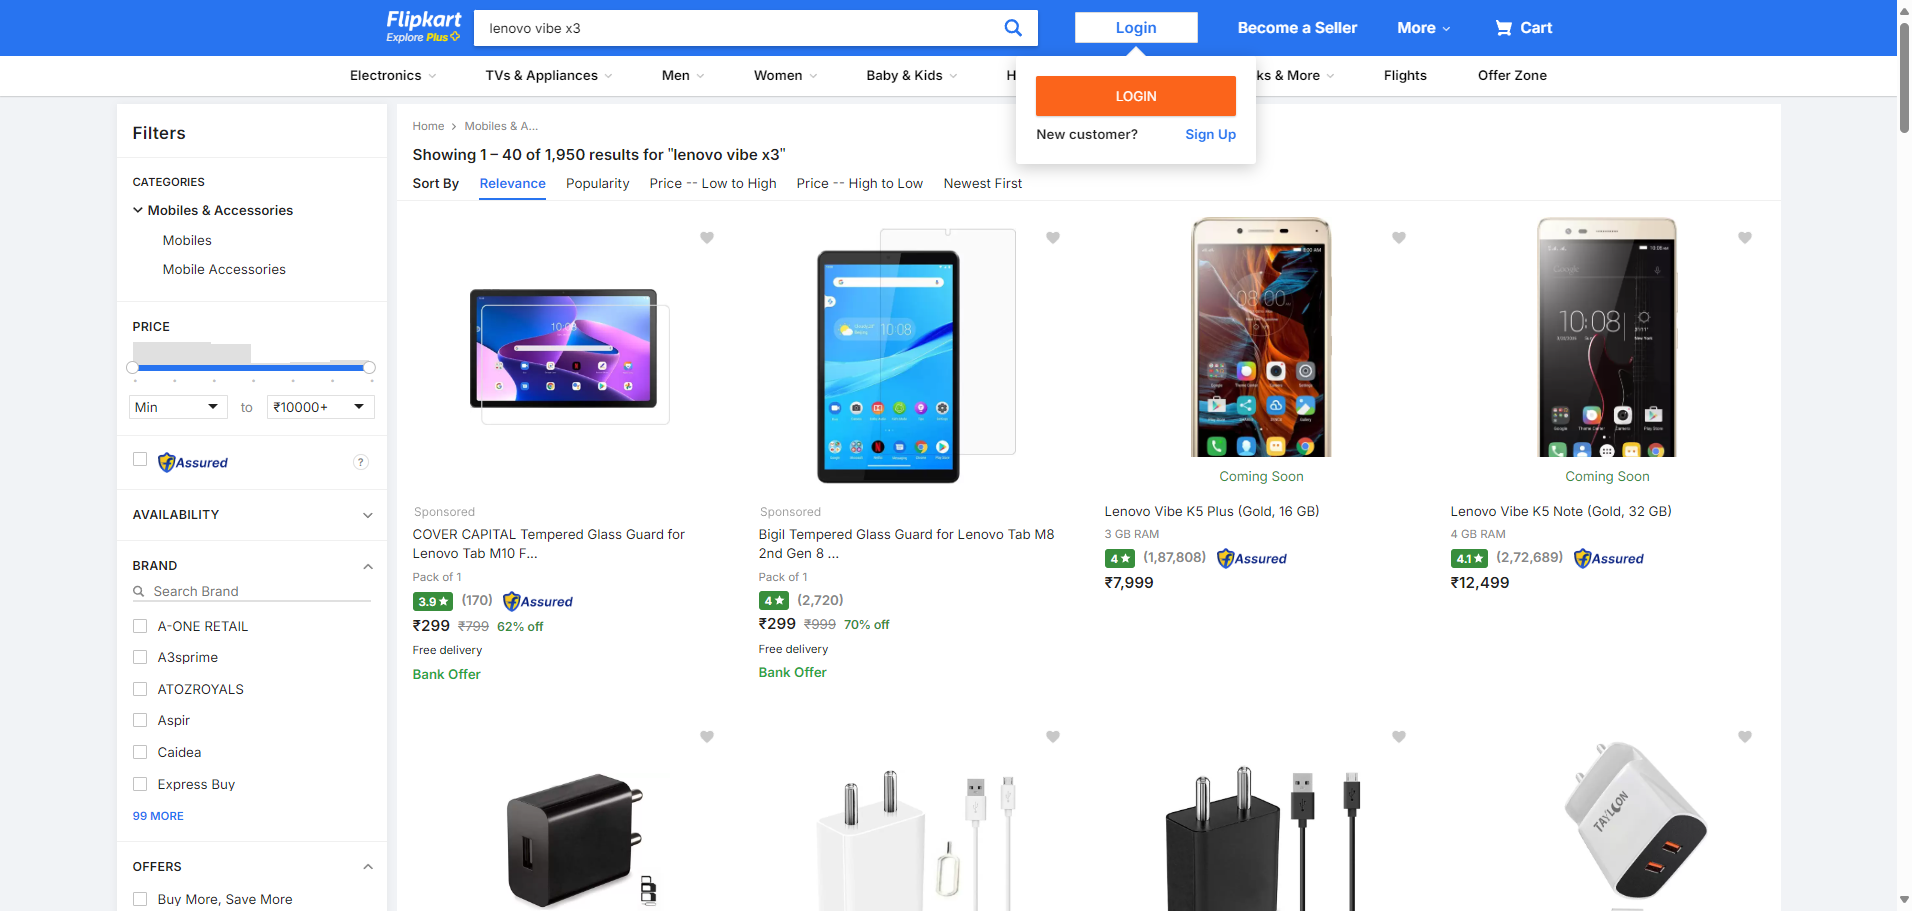 Flipkart
Explore Plus
lenovo vibe x3
Login
Become a Seller
More
Cart
Electronics
TVs & Appliances
Men
Women
Baby & Kids
H
ks & More
Flights
Offer Zone
LOGIN
New customer?
Sign Up
Filters
CATEGORIES
Mobiles & Accessories
Mobiles
Mobile Accessories
PRICE
Min
to
₹10000+
Assured
?
AVAILABILITY
BRAND
Search Brand
A-ONE RETAIL
A3sprime
ATOZROYALS
Aspir
Caidea
Express Buy
99 MORE
OFFERS
Buy More, Save More
Home
Mobiles & A...
Showing 1 – 40 of 1,950 results for "lenovo vibe x3"
Sort By
Relevance
Popularity
Price -- Low to High
Price -- High to Low
Newest First
Sponsored
COVER CAPITAL Tempered Glass Guard for
Lenovo Tab M10 F...
Pack of 1
3.9
(170)
Assured
₹299
₹799
62% off
Free delivery
Bank Offer
10:08
Sponsored
Bigil Tempered Glass Guard for Lenovo Tab M8
2nd Gen 8 ...
Pack of 1
4
(2,720)
₹299
₹999
70% off
Free delivery
Bank Offer
08:00
Coming Soon
Lenovo Vibe K5 Plus (Gold, 16 GB)
3 GB RAM
4
(1,87,808)
Assured
₹7,999
Google
10:08
Coming Soon
Lenovo Vibe K5 Note (Gold, 32 GB)
4 GB RAM
4.1
(2,72,689)
Assured
₹12,499
TAYLOON